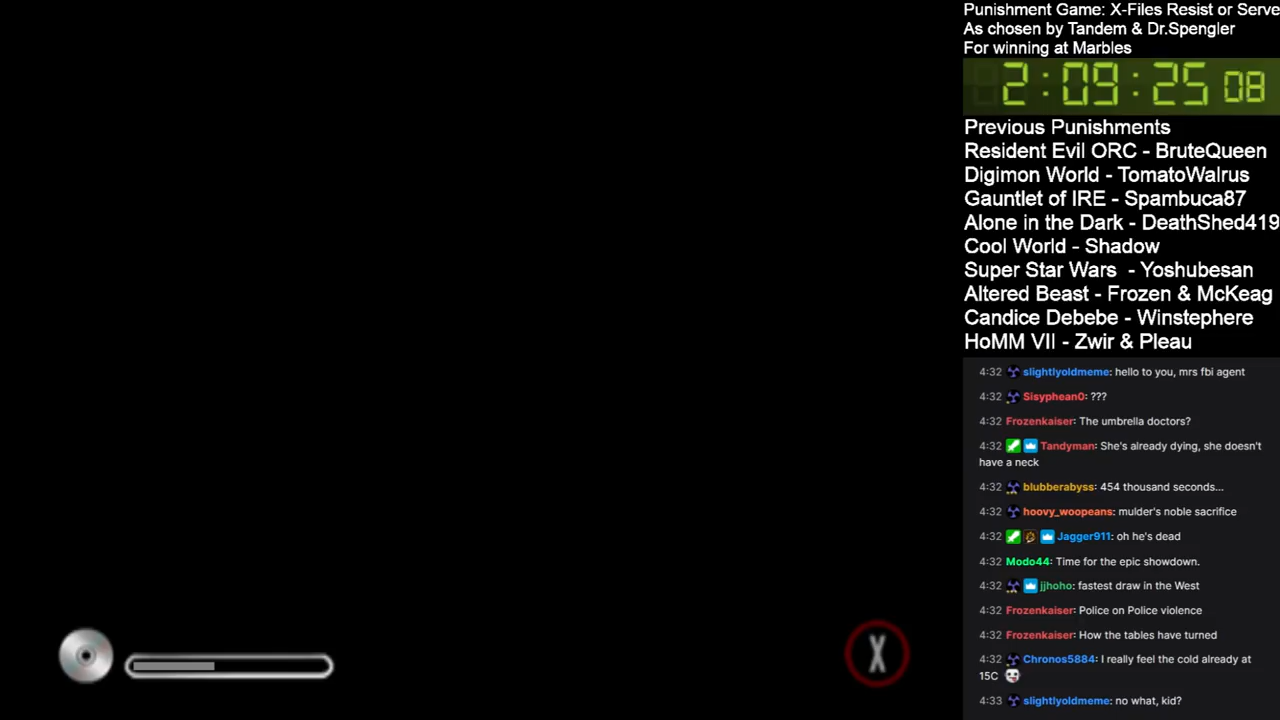 Punishment Game: X-Files Resist or Serve
As chosen by Tandem & Dr.Spengler
For winning at Marbles
2:09:25 08
Previous Punishments
Resident Evil ORC - BruteQueen
Digimon World - TomatoWalrus
Gauntlet of IRE - Spambuca87
Alone in the Dark - DeathShed419
Cool World - Shadow
Super Star Wars - Yoshubesan
Altered Beast - Frozen & McKeag
Candice Debebe - Winstephere
HoMM VII - Zwir & Pleau
4:32 slightlyoldmeme: hello to you, mrs fbi agent
4:32 Sisyphean0: ???
4:32 Frozenkaiser: The umbrella doctors?
4:32 Tandyman: She's already dying, she doesn't
have a neck
4:32 blubberabyss: 454 thousand seconds...
4:32 hoovy_woopeans: mulder's noble sacrifice
4:32 Jagger911: oh he's dead
4:32 Modo44: Time for the epic showdown.
4:32 jjhoho: fastest draw in the West
4:32 Frozenkaiser: Police on Police violence
4:32 Frozenkaiser: How the tables have turned
4:32 Chronos5884: I really feel the cold already at
15C
4:33 slightlyoldmeme: no what, kid?
X